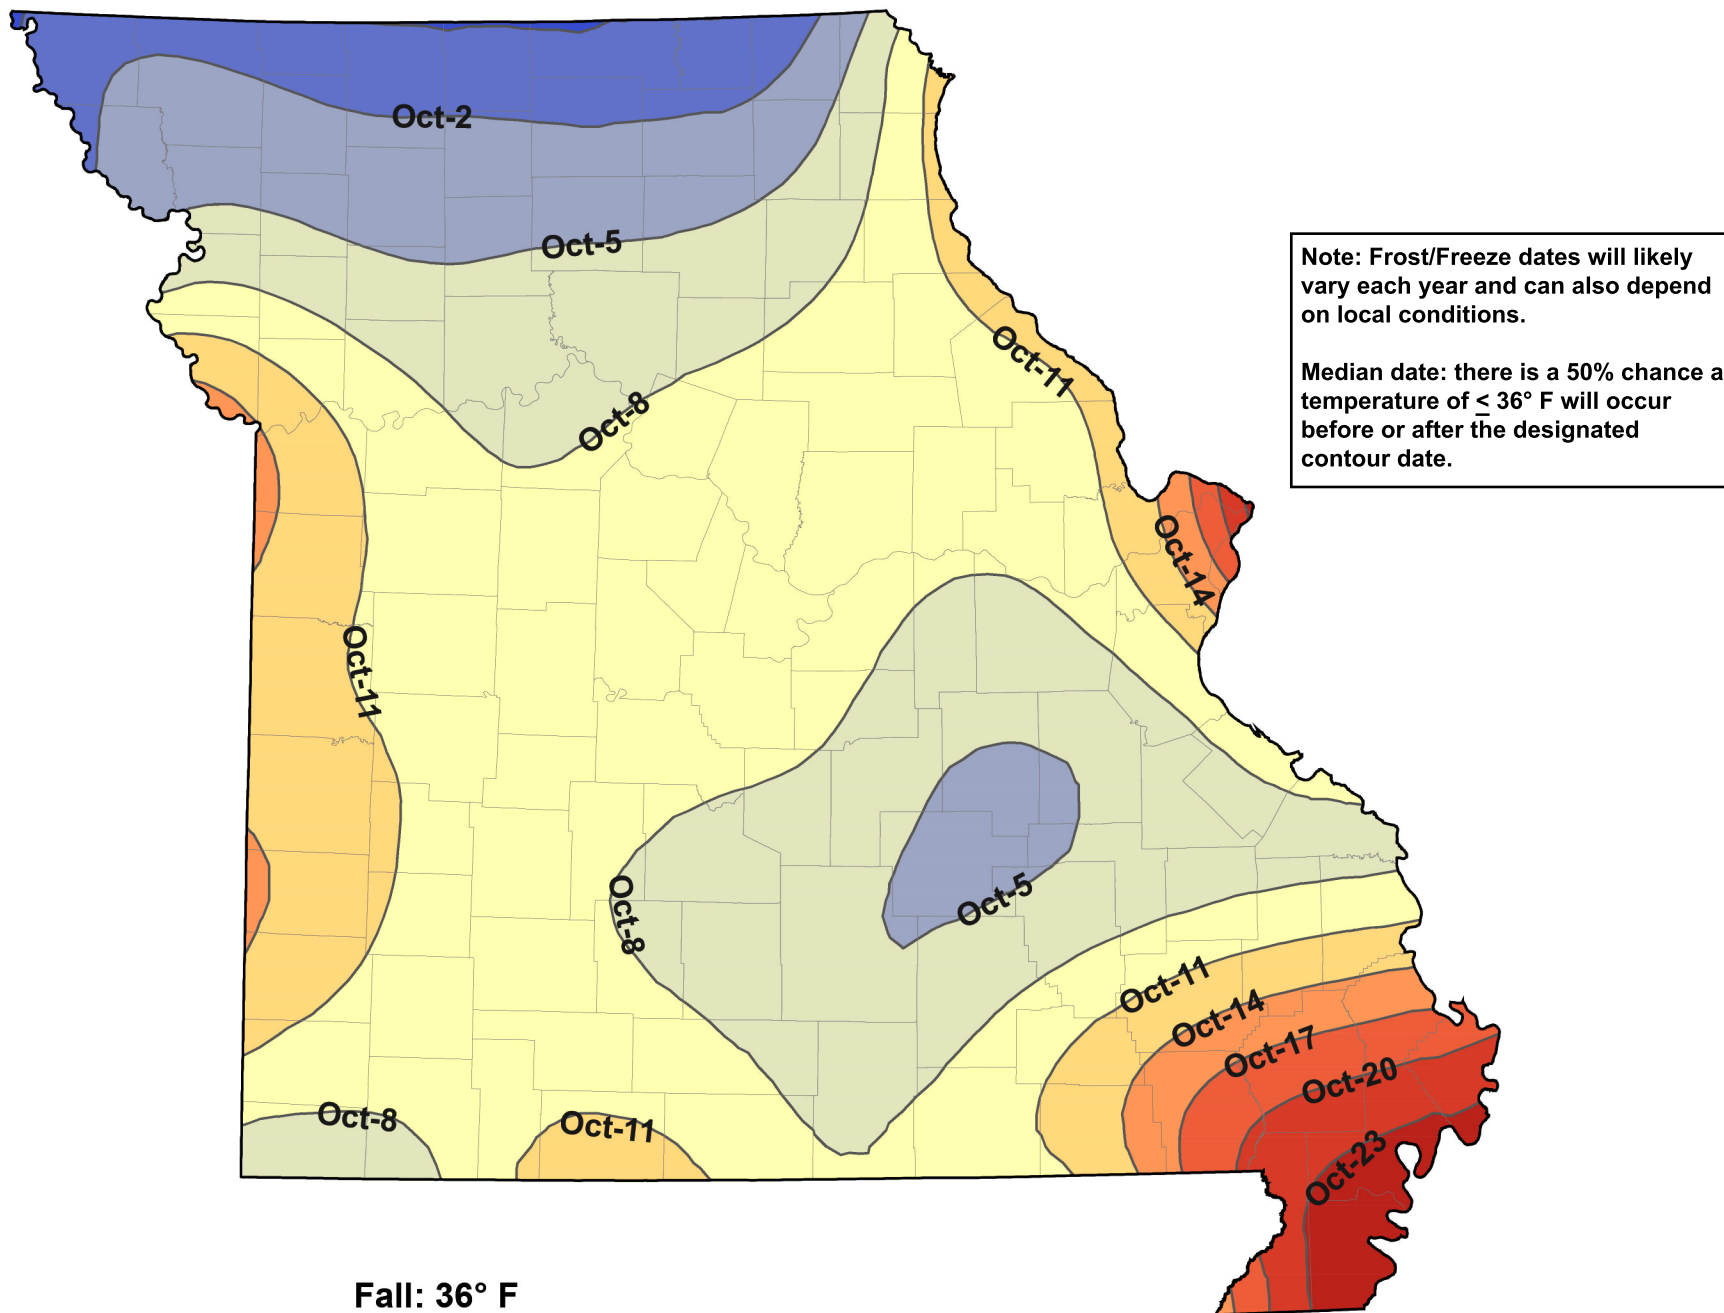 Oct-2
Oct-5
Note: Frost/Freeze dates will likely
vary each year and can also depend
on local conditions.
Median date: there is a 50% chance a
temperature of < 36° F will occur
before or after the designated
contour date.
Oct-11
Oct-8
Oct-14
Oct-11
Oct-5
Oct-8
Oct-11
Oct-14
Oct-17
Oct-20
Oct-8
Oct-11
Oct-23
Fall: 36° F